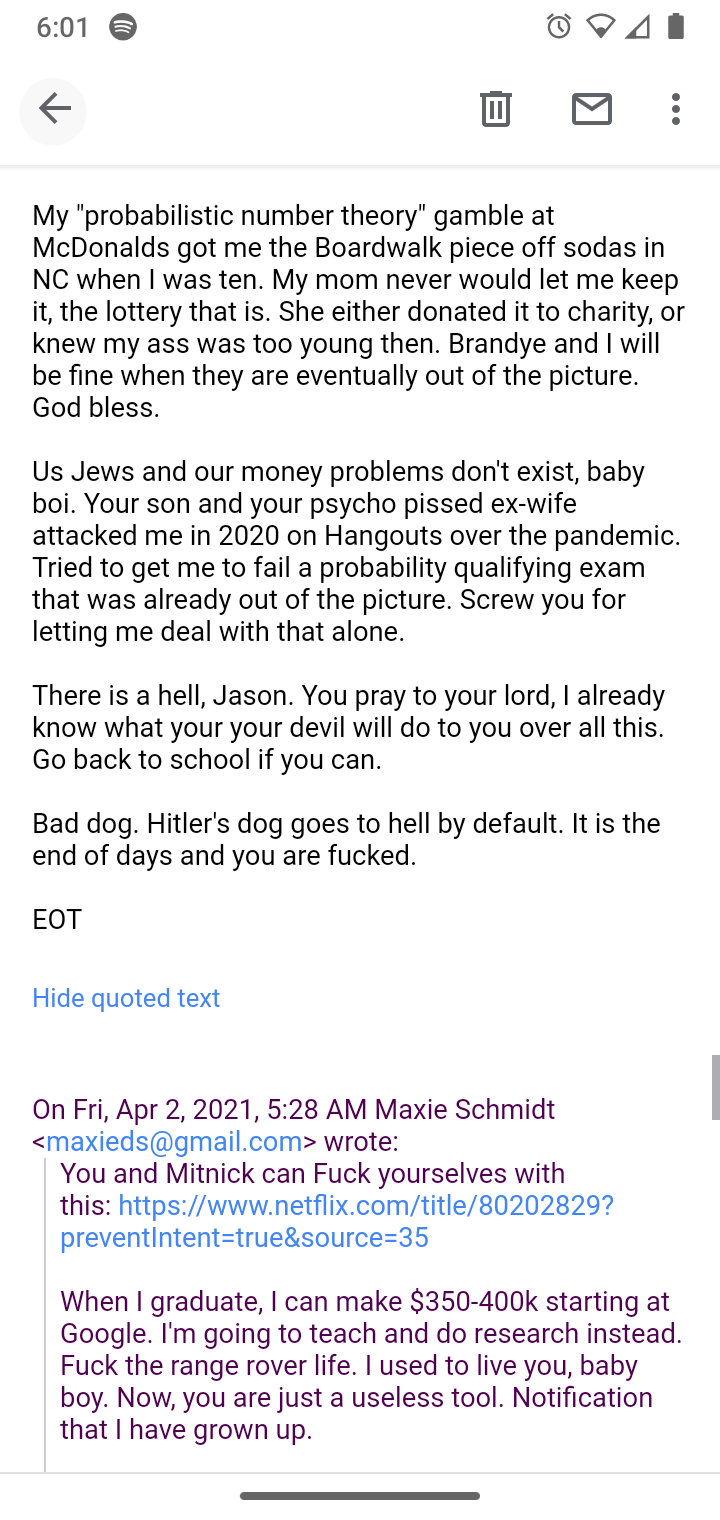 6:01
My "probabilistic number theory" gamble at
McDonalds got me the Boardwalk piece off sodas in
NC when I was ten. My mom never would let me keep
it, the lottery that is. She either donated it to charity, or
knew my ass was too young then. Brandye and I will
be fine when they are eventually out of the picture.
God bless.
Us Jews and our money problems don't exist, baby
boi. Your son and your psycho pissed ex-wife
attacked me in 2020 on Hangouts over the pandemic.
Tried to get me to fail a probability qualifying exam
that was already out of the picture. Screw you for
letting me deal with that alone.
There is a hell, Jason. You pray to your lord, I already
know what your your devil will do to you over all this.
Go back to school if you can.
Bad dog. Hitler's dog goes to hell by default. It is the
end of days and you are fucked.
EOT
Hide quoted text
On Fri, Apr 2, 2021, 5:28 AM Maxie Schmidt
<maxieds@gmail.com> wrote:
You and Mitnick can Fuck yourselves with
this: https://www.netflix.com/title/80202829?
preventIntent=true&source=35
When I graduate, I can make $350-400k starting at
Google. I'm going to teach and do research instead.
Fuck the range rover life. I used to live you, baby
boy. Now, you are just a useless tool. Notification
that I have grown up.